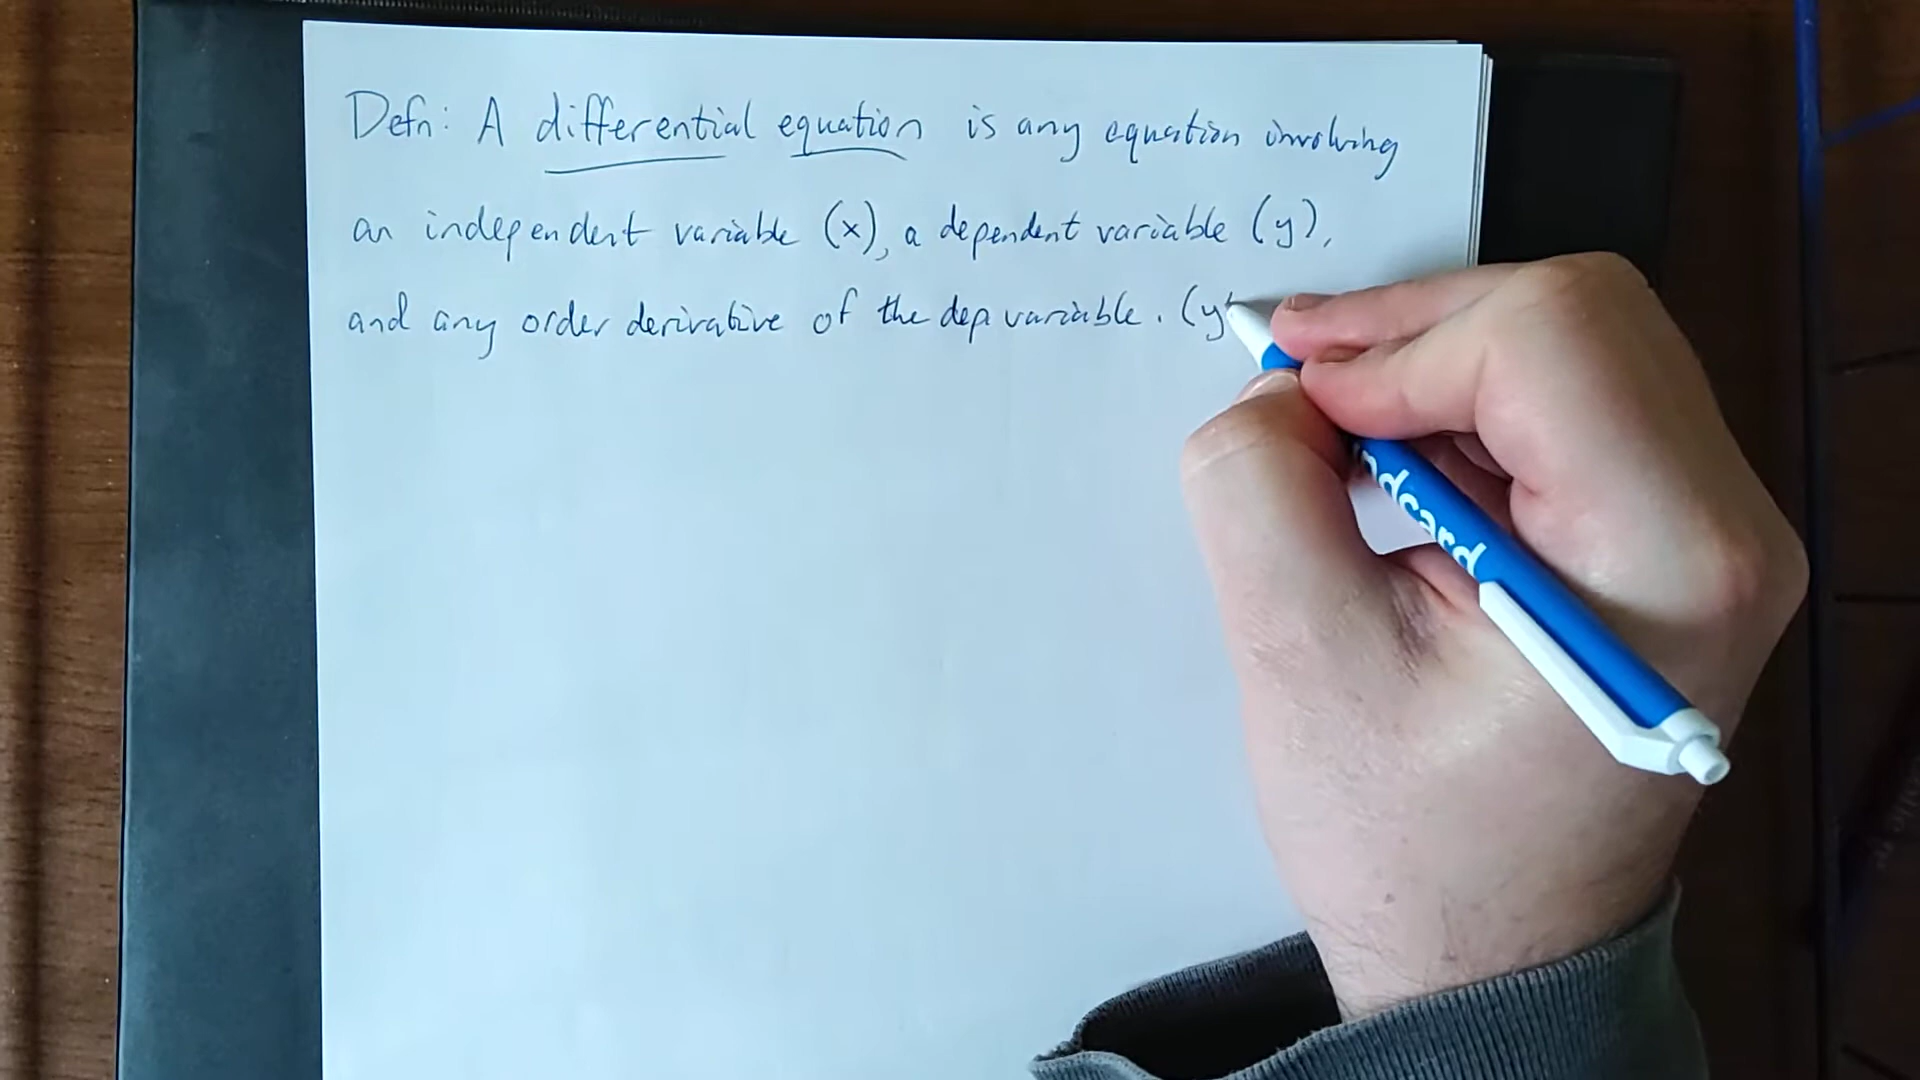 Defn: A differential equation is any equation involving
an independent variable (x), a dependent variable (y),
and any order derivative of the dep variable. (y'
ndcard